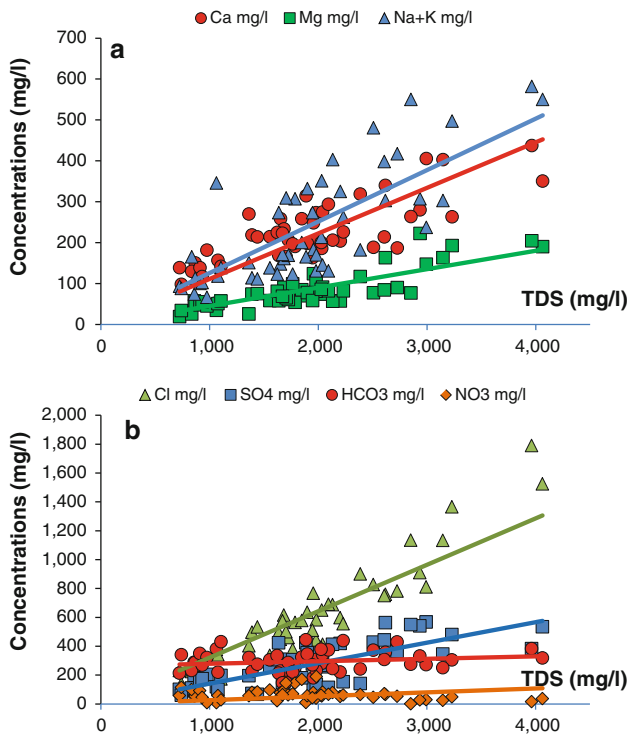 Ca mg/l Mg mg/l Na+K mg/l
700
a
600
500
400
300
200
100
0
Concentrations (mg/l)
TDS (mg/l)
0 1,000 2,000 3,000 4,000
Cl mg/l SO4 mg/l HCO3 mg/l NO3 mg/l
2,000
b
1,800
1,600
1,400
1,200
1,000
800
600
400
200
0
Concentrations (mg/l)
TDS (mg/l)
0 1,000 2,000 3,000 4,000